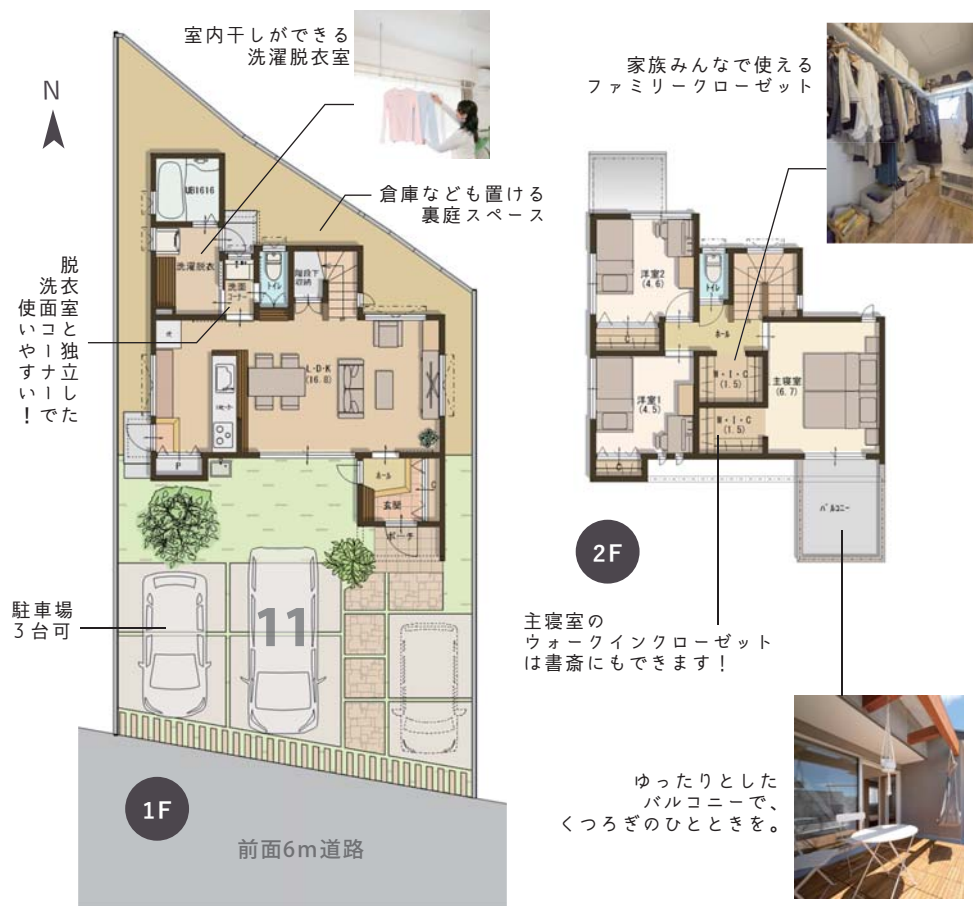 室内干しができる
洗濯脱衣室
家族みんなで使える
ファミリークローゼット
N
倉庫なども置ける
裏庭スペース
脱衣室と独立した
洗面コーナーで
使いやすい！
UB1616
洗濯脱衣
洗面
コーナー
トイレ
階段下
収納
L・D・K
(16.8)
P
ホール
玄関
C
ポーチ
駐車場
3台可
11
1F
前面6m道路
洋室2
(4.6)
トイレ
ホール
C
W・I・C
(1.5)
主寝室
(6.7)
洋室1
(4.5)
W・I・C
(1.5)
C
バルコニー
2F
主寝室の
ウォークインクローゼット
は書斎にもできます！
ゆったりとした
バルコニーで、
くつろぎのひとときを。